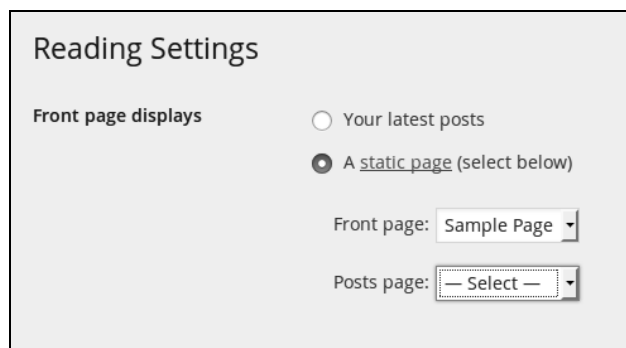 Reading Settings
Front page displays
Your latest posts
A static page (select below)
Front page: Sample Page
Posts page: — Select —